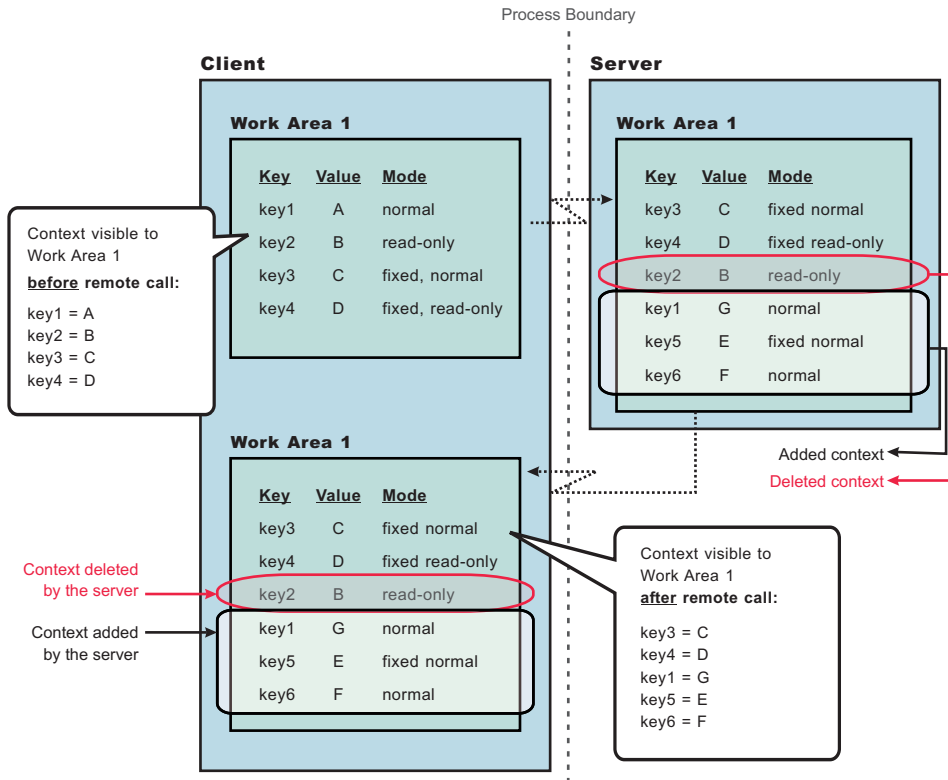 Process Boundary
Client
Work Area 1
Key Value Mode
key1 A normal
key2 B read-only
key3 C fixed, normal
key4 D fixed, read-only
Context visible to
Work Area 1
before remote call:
key1 = A
key2 = B
key3 = C
key4 = D
Server
Work Area 1
Key Value Mode
key3 C fixed normal
key4 D fixed read-only
key2 B read-only
key1 G normal
key5 E fixed normal
key6 F normal
Added context
Deleted context
Work Area 1
Key Value Mode
key3 C fixed normal
key4 D fixed read-only
key2 B read-only
key1 G normal
key5 E fixed normal
key6 F normal
Context deleted
by the server
Context added
by the server
Context visible to
Work Area 1
after remote call:
key3 = C
key4 = D
key1 = G
key5 = E
key6 = F